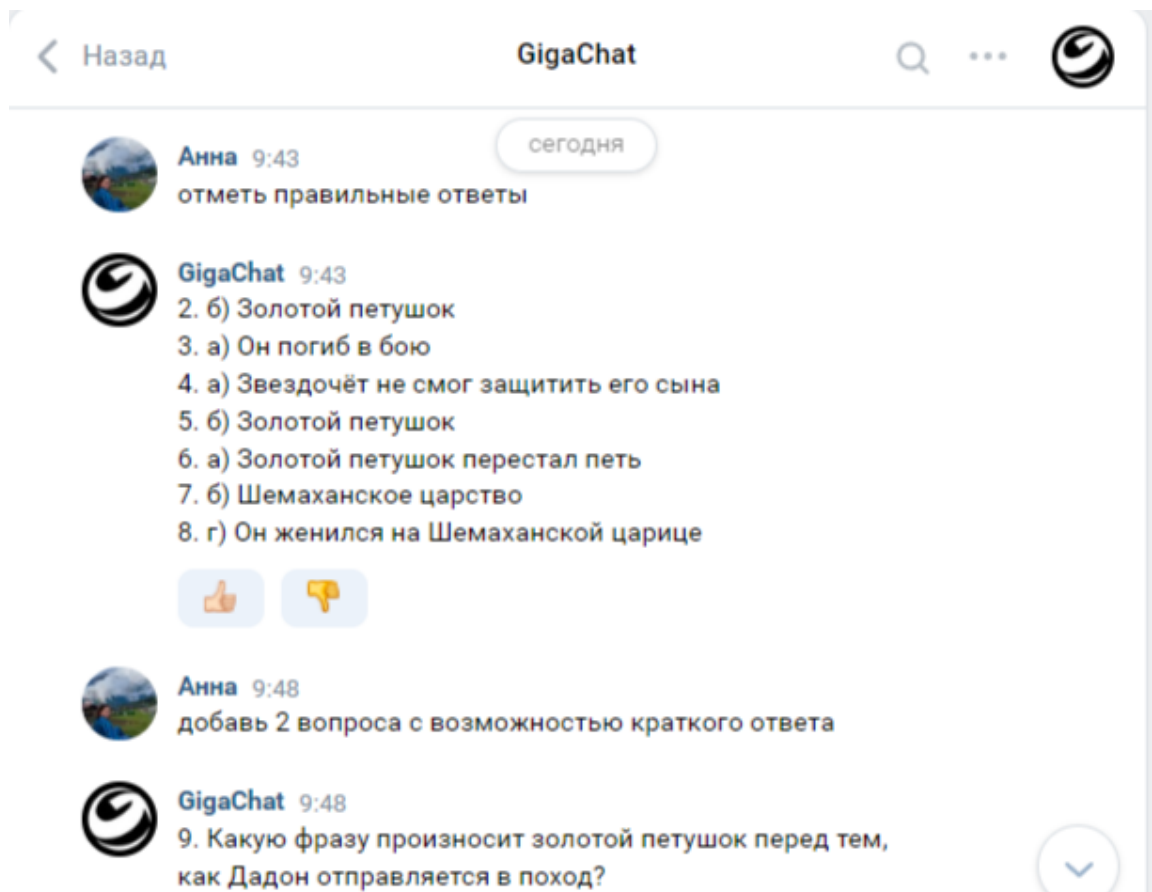 Назад
GigaChat
сегодня
Анна 9:43
отметь правильные ответы
GigaChat 9:43
2. б) Золотой петушок
3. а) Он погиб в бою
4. а) Звездочёт не смог защитить его сына
5. б) Золотой петушок
6. а) Золотой петушок перестал петь
7. б) Шемаханское царство
8. г) Он женился на Шемаханской царице
Анна 9:48
добавь 2 вопроса с возможностью краткого ответа
GigaChat 9:48
9. Какую фразу произносит золотой петушок перед тем,
как Дадон отправляется в поход?